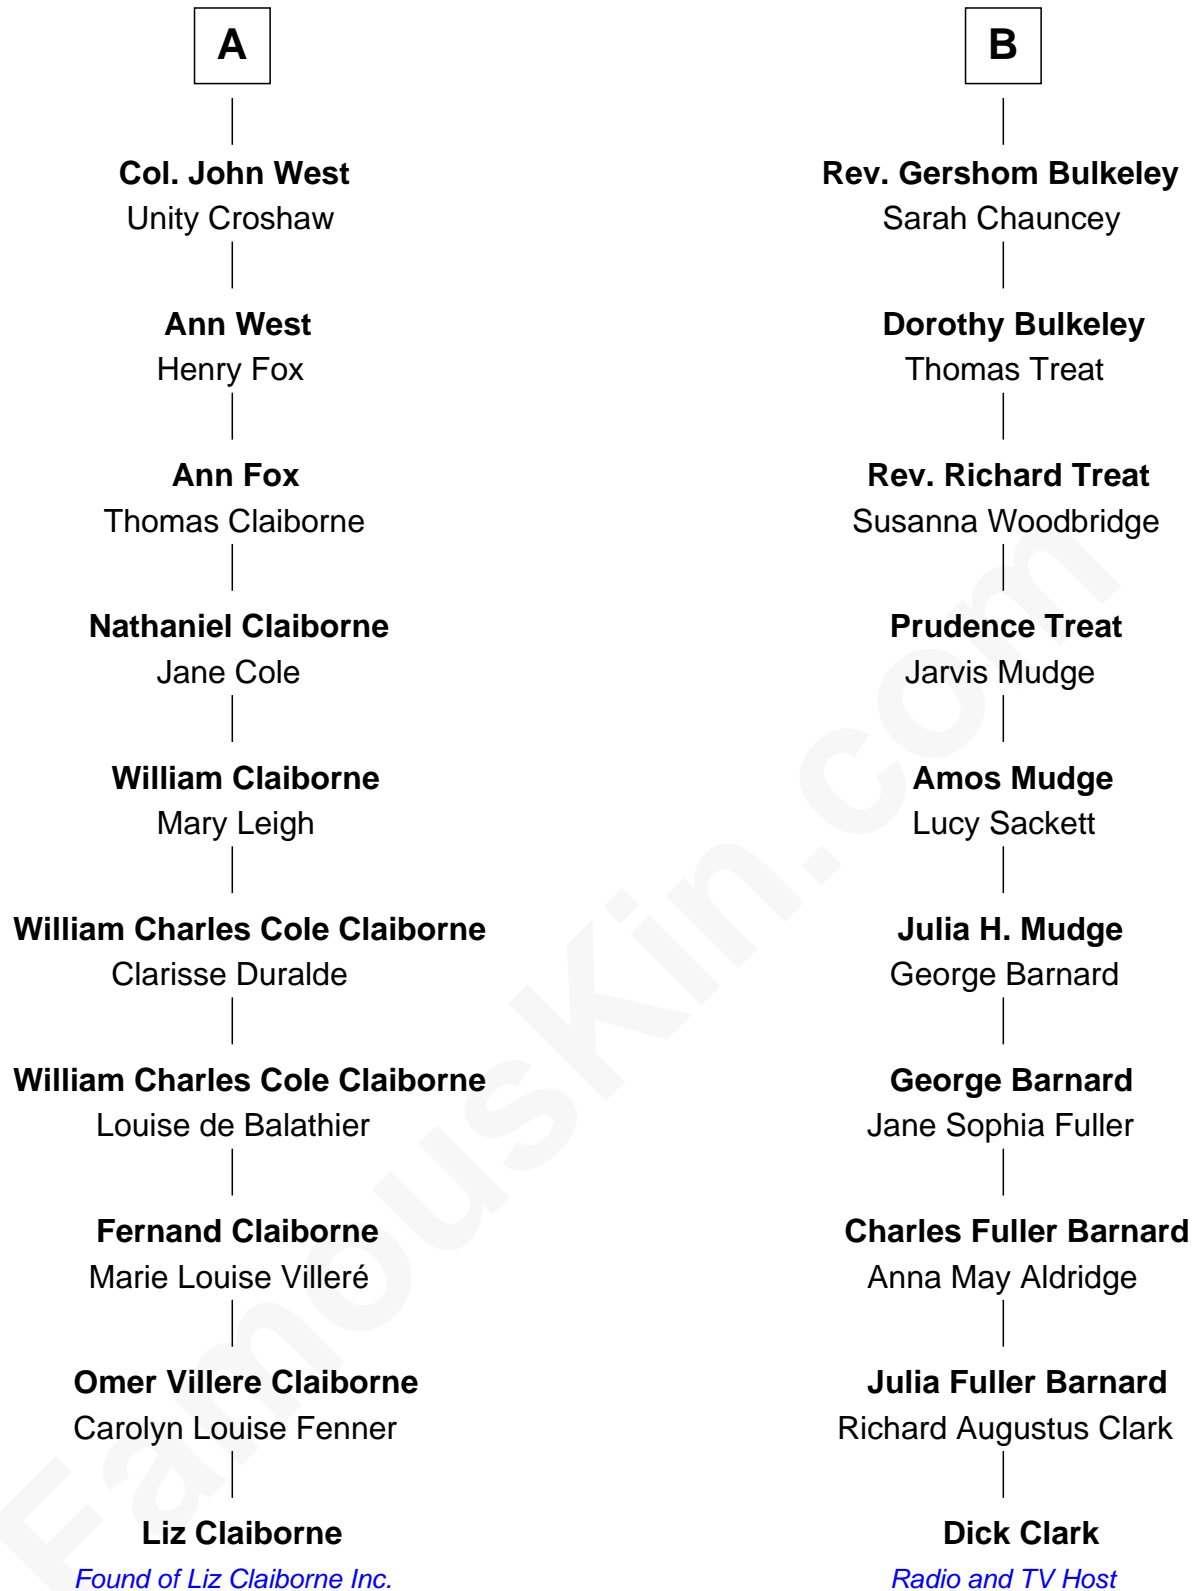 A
Col. John West
Unity Croshaw
Ann West
Henry Fox
Ann Fox
Thomas Claiborne
Nathaniel Claiborne
Jane Cole
William Claiborne
Mary Leigh
William Charles Cole Claiborne
Clarisse Duralde
William Charles Cole Claiborne
Louise de Balathier
Fernand Claiborne
Marie Louise Villeré
Omer Villere Claiborne
Carolyn Louise Fenner
Liz Claiborne
Found of Liz Claiborne Inc.
B
Rev. Gershom Bulkeley
Sarah Chauncey
Dorothy Bulkeley
Thomas Treat
Rev. Richard Treat
Susanna Woodbridge
Prudence Treat
Jarvis Mudge
Amos Mudge
Lucy Sackett
Julia H. Mudge
George Barnard
George Barnard
Jane Sophia Fuller
Charles Fuller Barnard
Anna May Aldridge
Julia Fuller Barnard
Richard Augustus Clark
Dick Clark
Radio and TV Host
FamousKin.com